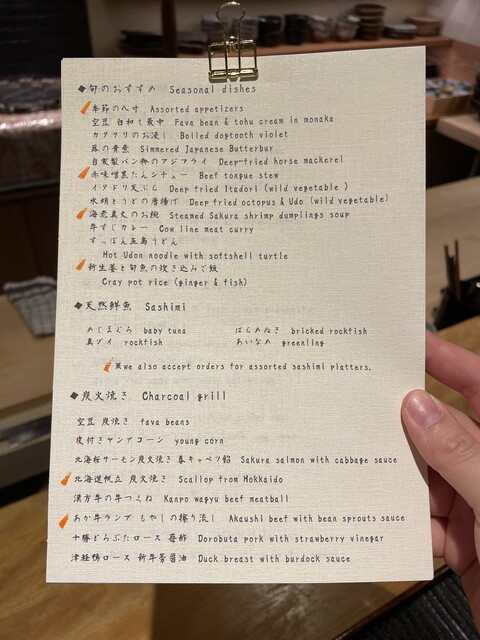 ◆旬のおすすめ Seasonal dishes
季節の八寸 Assorted appetizers
空豆 白和え最中 Fava bean & tohu cream in monaka
カタクリのお浸し Boiled dogtooth violet
蕗の青煮 Simmered Japanese Butterbur
自家製パン粉のアジフライ Deep-fried horse mackerel
赤味噌黒たんシチュー Beef tongue stew
イタドリ天ぷら Deep fried Itadori (wild vegetable )
水蛸とうどの唐揚げ Deep fried octopus & Udo (wild vegetable)
海老真丈のお椀 Steamed Sakura shrimp dumplings soup
牛すじカレー Cow line meat curry
すっぽん五島うどん
Hot Udon noodle with softshell turtle
新生姜と旬魚の炊き込みご飯
Cray pot rice (ginger & fish)
◆天然鮮魚 Sashimi
めじまぐろ baby tuna ばらめぬき bricked rockfish
真ゾイ rockfish あいなめ greenling
we also accept orders for assorted sashimi platters.
◆炭火焼き Charcoal grill
空豆 炭焼き fava beans
皮付きヤングコーン young corn
北海桜サーモン炭火焼き 春キャベツ餡 Sakura salmon with cabbage sauce
北海道帆立 炭火焼き Scallop from Hokkaido
漢方牛の牛つくね Kanpo wagyu beef meatball
あか牛ランプ もやしの擦り流し Akaushi beef with bean sprouts sauce
十勝どろぶたロース 苺酢 Dorobuta pork with strawberry vinegar
津軽鴨ロース 新牛蒡醤油 Duck breast with burdock sauce